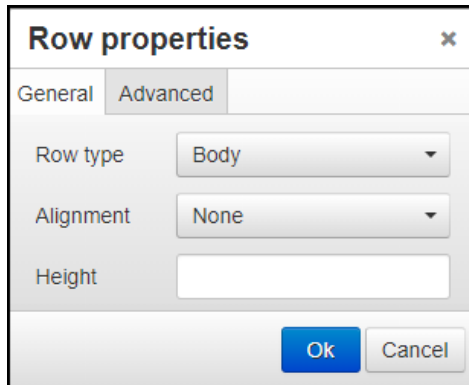 Row properties ×
General Advanced
Row type Body
Alignment None
Height
Ok Cancel